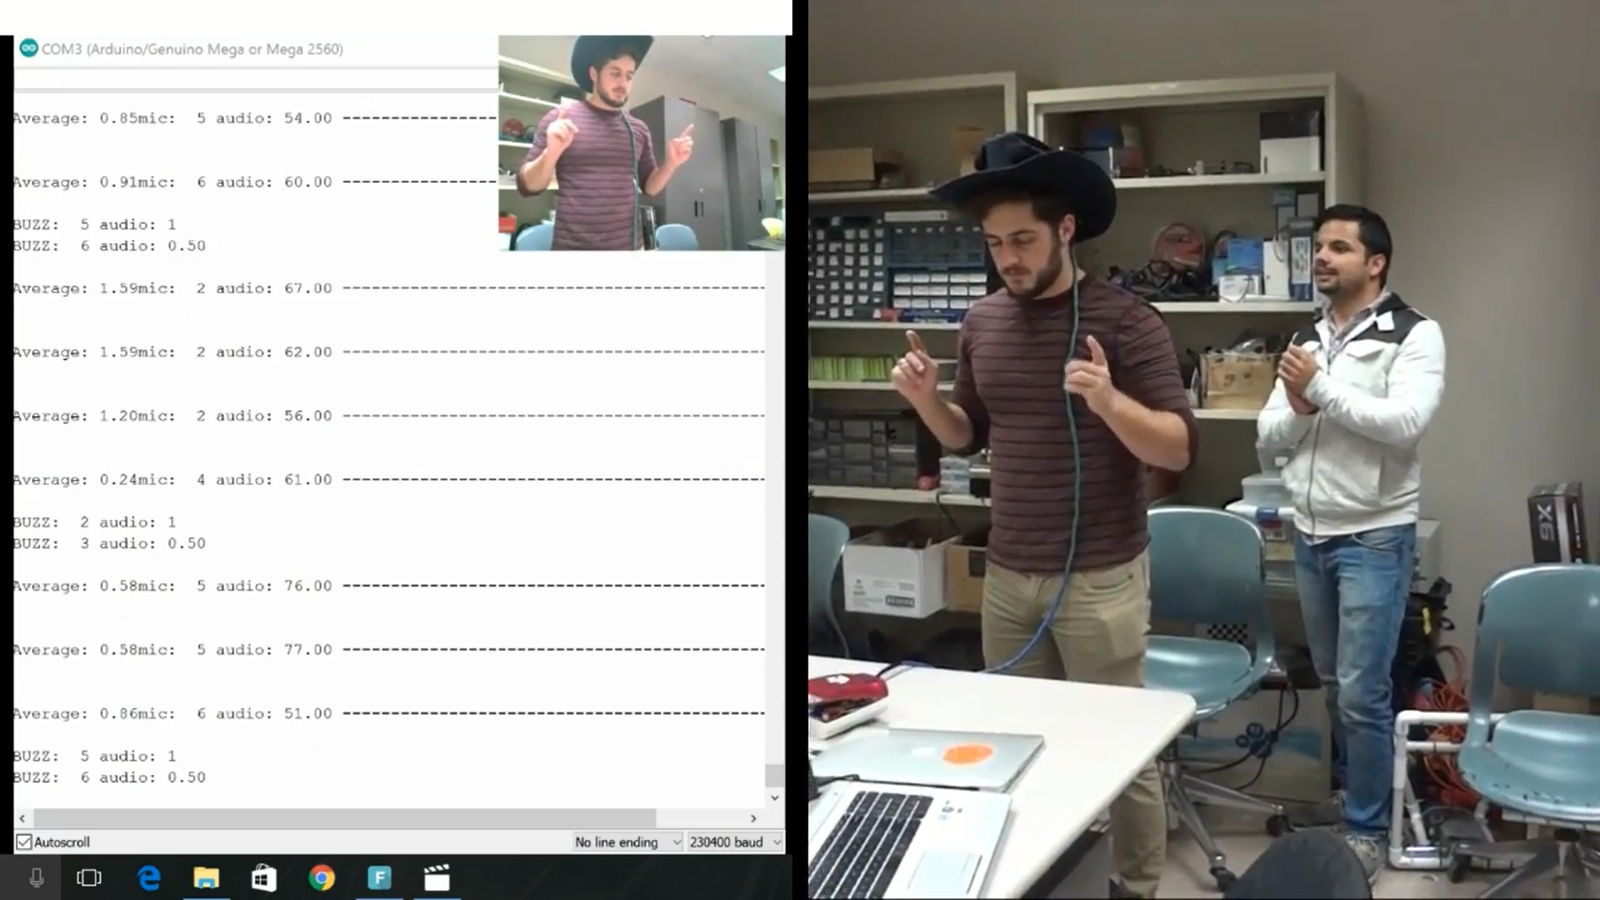 COM3 (Arduino/Genuino Mega or Mega 2560)
Average: 0.85mic: 5 audio: 54.00 ----------------
Average: 0.91mic: 6 audio: 60.00 ----------------
BUZZ: 5 audio: 1
BUZZ: 6 audio: 0.50
Average: 1.59mic: 2 audio: 67.00 --------------------------------------------
Average: 1.59mic: 2 audio: 62.00 --------------------------------------------
Average: 1.20mic: 2 audio: 56.00 --------------------------------------------
Average: 0.24mic: 4 audio: 61.00 --------------------------------------------
BUZZ: 2 audio: 1
BUZZ: 3 audio: 0.50
Average: 0.58mic: 5 audio: 76.00 --------------------------------------------
Average: 0.58mic: 5 audio: 77.00 --------------------------------------------
Average: 0.86mic: 6 audio: 51.00 --------------------------------------------
BUZZ: 5 audio: 1
BUZZ: 6 audio: 0.50
Autoscroll
No line ending
230400 baud
F
X6